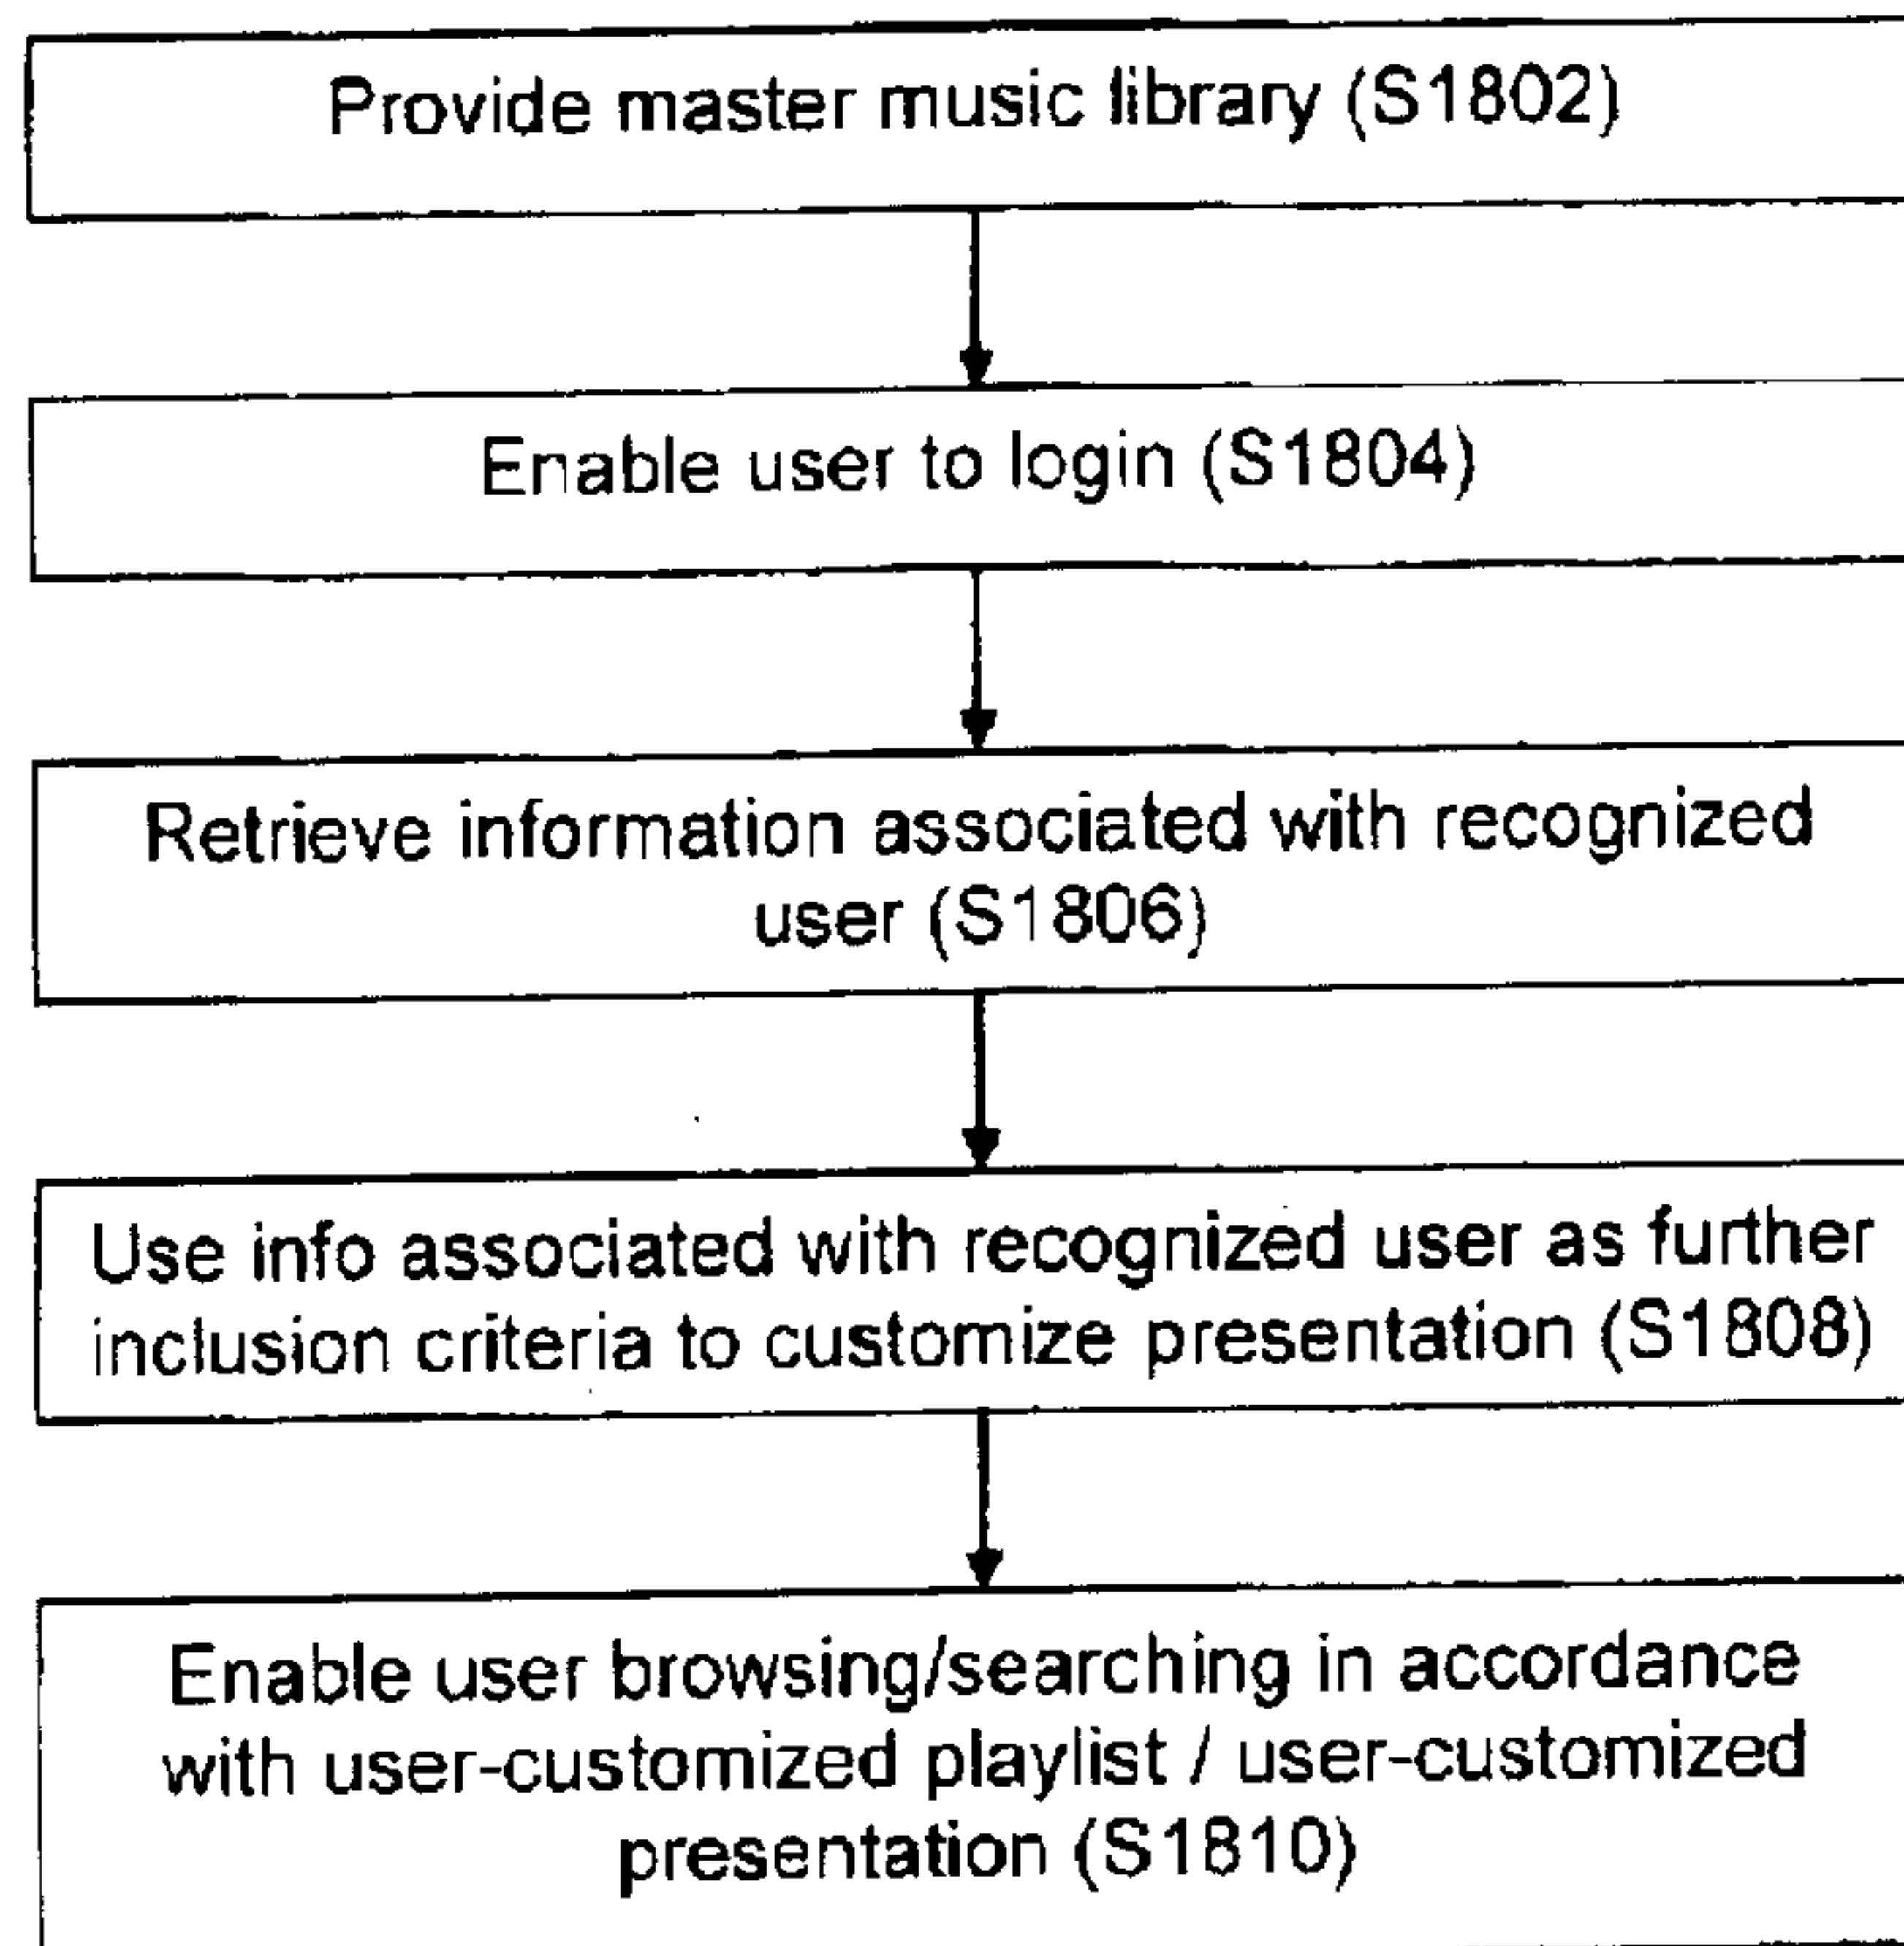 Provide master music library (S1802)
Enable user to login (S1804)
Retrieve information associated with recognized
user (S1806)
Use info associated with recognized user as further
inclusion criteria to customize presentation (S1808)
Enable user browsing/searching in accordance
with user-customized playlist / user-customized
presentation (S1810)